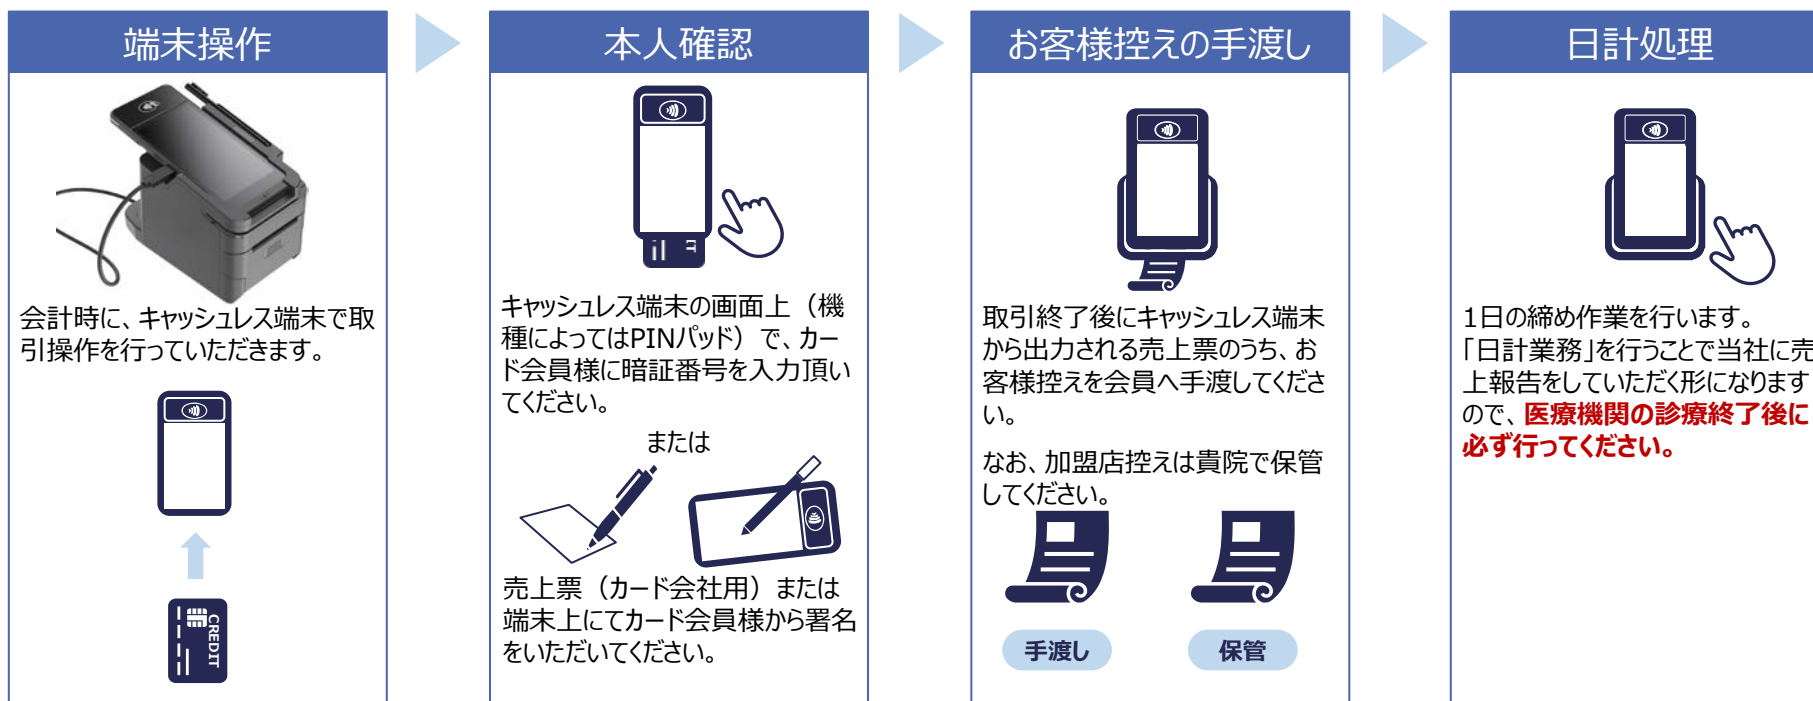 端末操作
会計時に、キャッシュレス端末で取
引操作を行っていただきます。
CREDIT
本人確認
キャッシュレス端末の画面上（機
種によってはPINパッド）で、カー
ド会員様に暗証番号を入力頂い
てください。
または
売上票（カード会社用）または
端末上にてカード会員様から署名
をいただいてください。
お客様控えの手渡し
取引終了後にキャッシュレス端末
から出力される売上票のうち、お
客様控えを会員へ手渡してくださ
い。
なお、加盟店控えは貴院で保管
してください。
手渡し
保管
日計処理
1日の締め作業を行います。
「日計業務」を行うことで当社に売
上報告をしていただく形になります
ので、医療機関の診療終了後に
必ず行ってください。